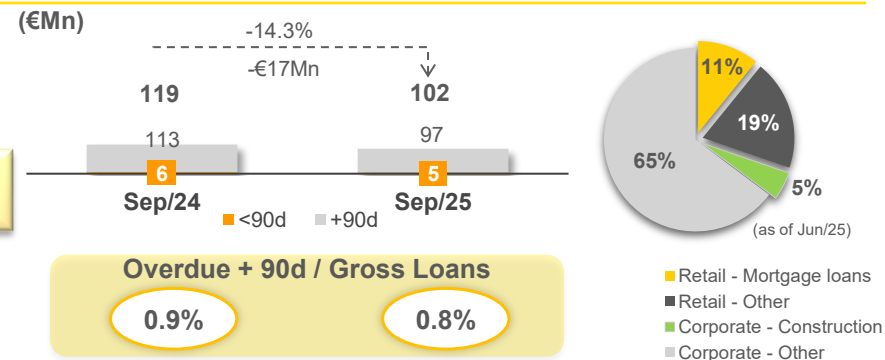 (€Mn)
-14.3%
-€17Mn
119
102
113
97
6
5
Sep/24
Sep/25
<90d
+90d
Overdue + 90d / Gross Loans
0.9%
0.8%
11%
19%
65%
5%
(as of Jun/25)
Retail - Mortgage loans
Retail - Other
Corporate - Construction
Corporate - Other